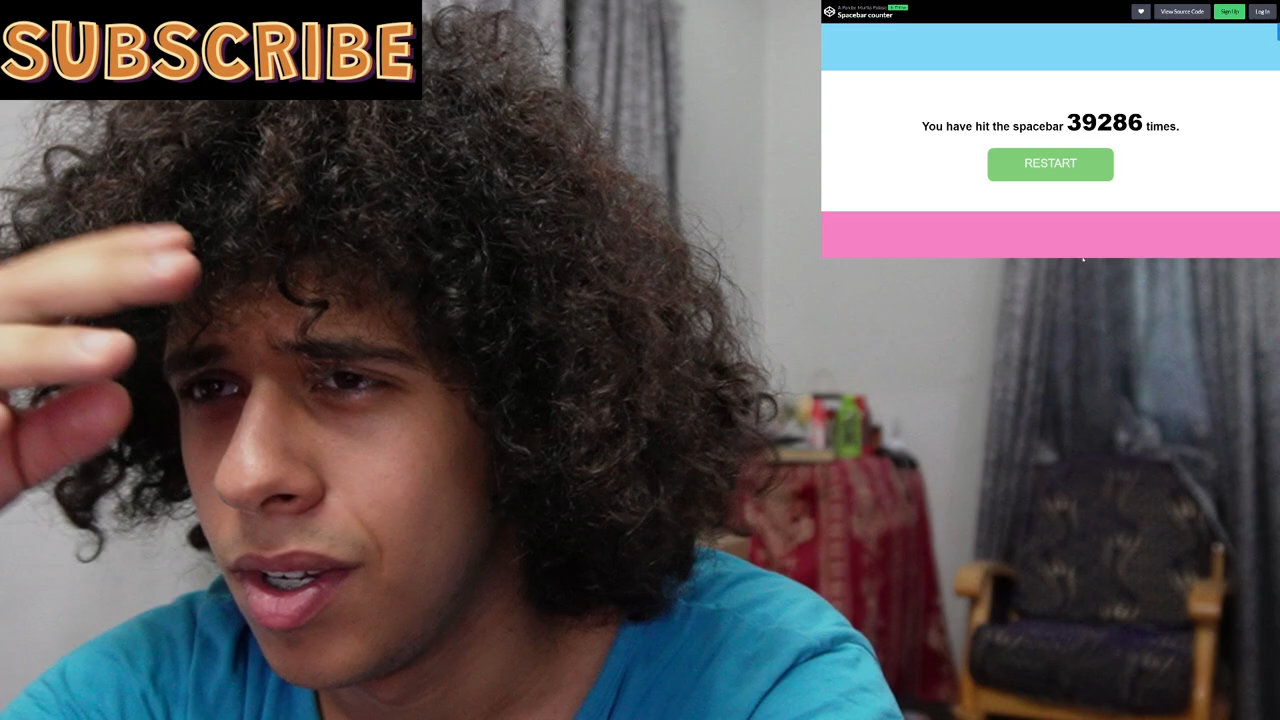 SUBSCRIBE
Spacebar counter
View Source Code
Sign Up
Log In
You have hit the spacebar 39286 times.
RESTART